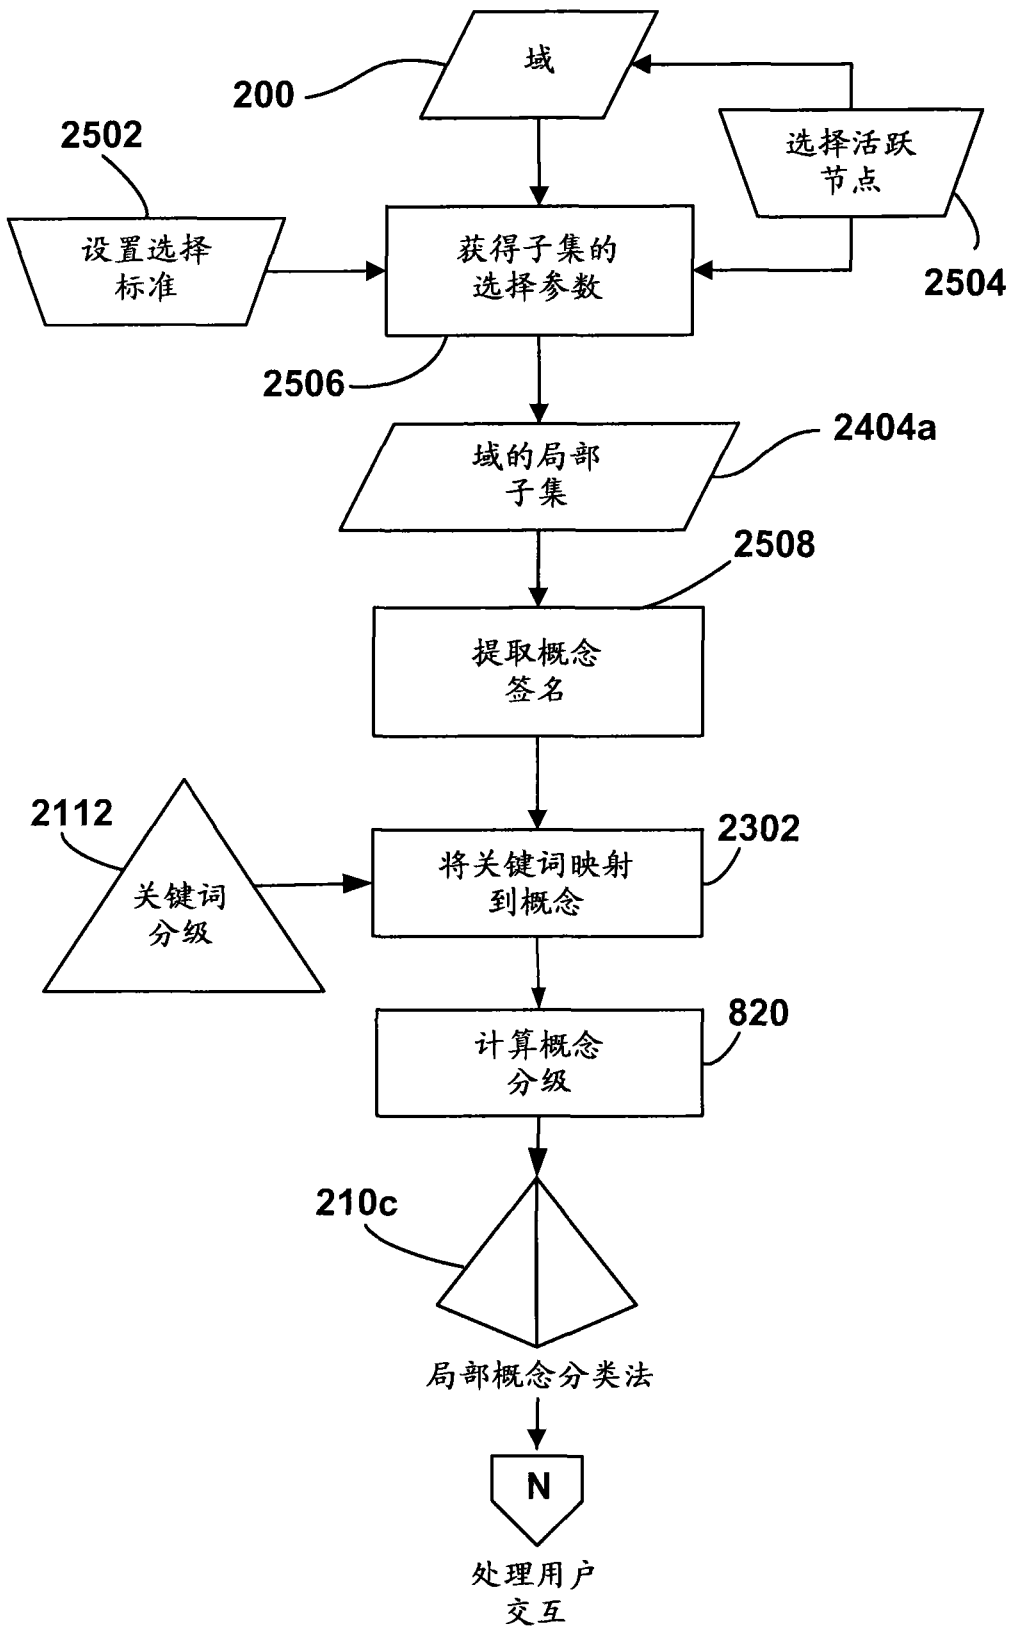 域
200
选择活跃
节点
2502
设置选择
标准
获得子集的
选择参数
2504
2506
2404a
域的局部
子集
2508
提取概念
签名
2112
关键词
分级
2302
将关键词映射
到概念
820
计算概念
分级
210c
局部概念分类法
N
处理用户
交互